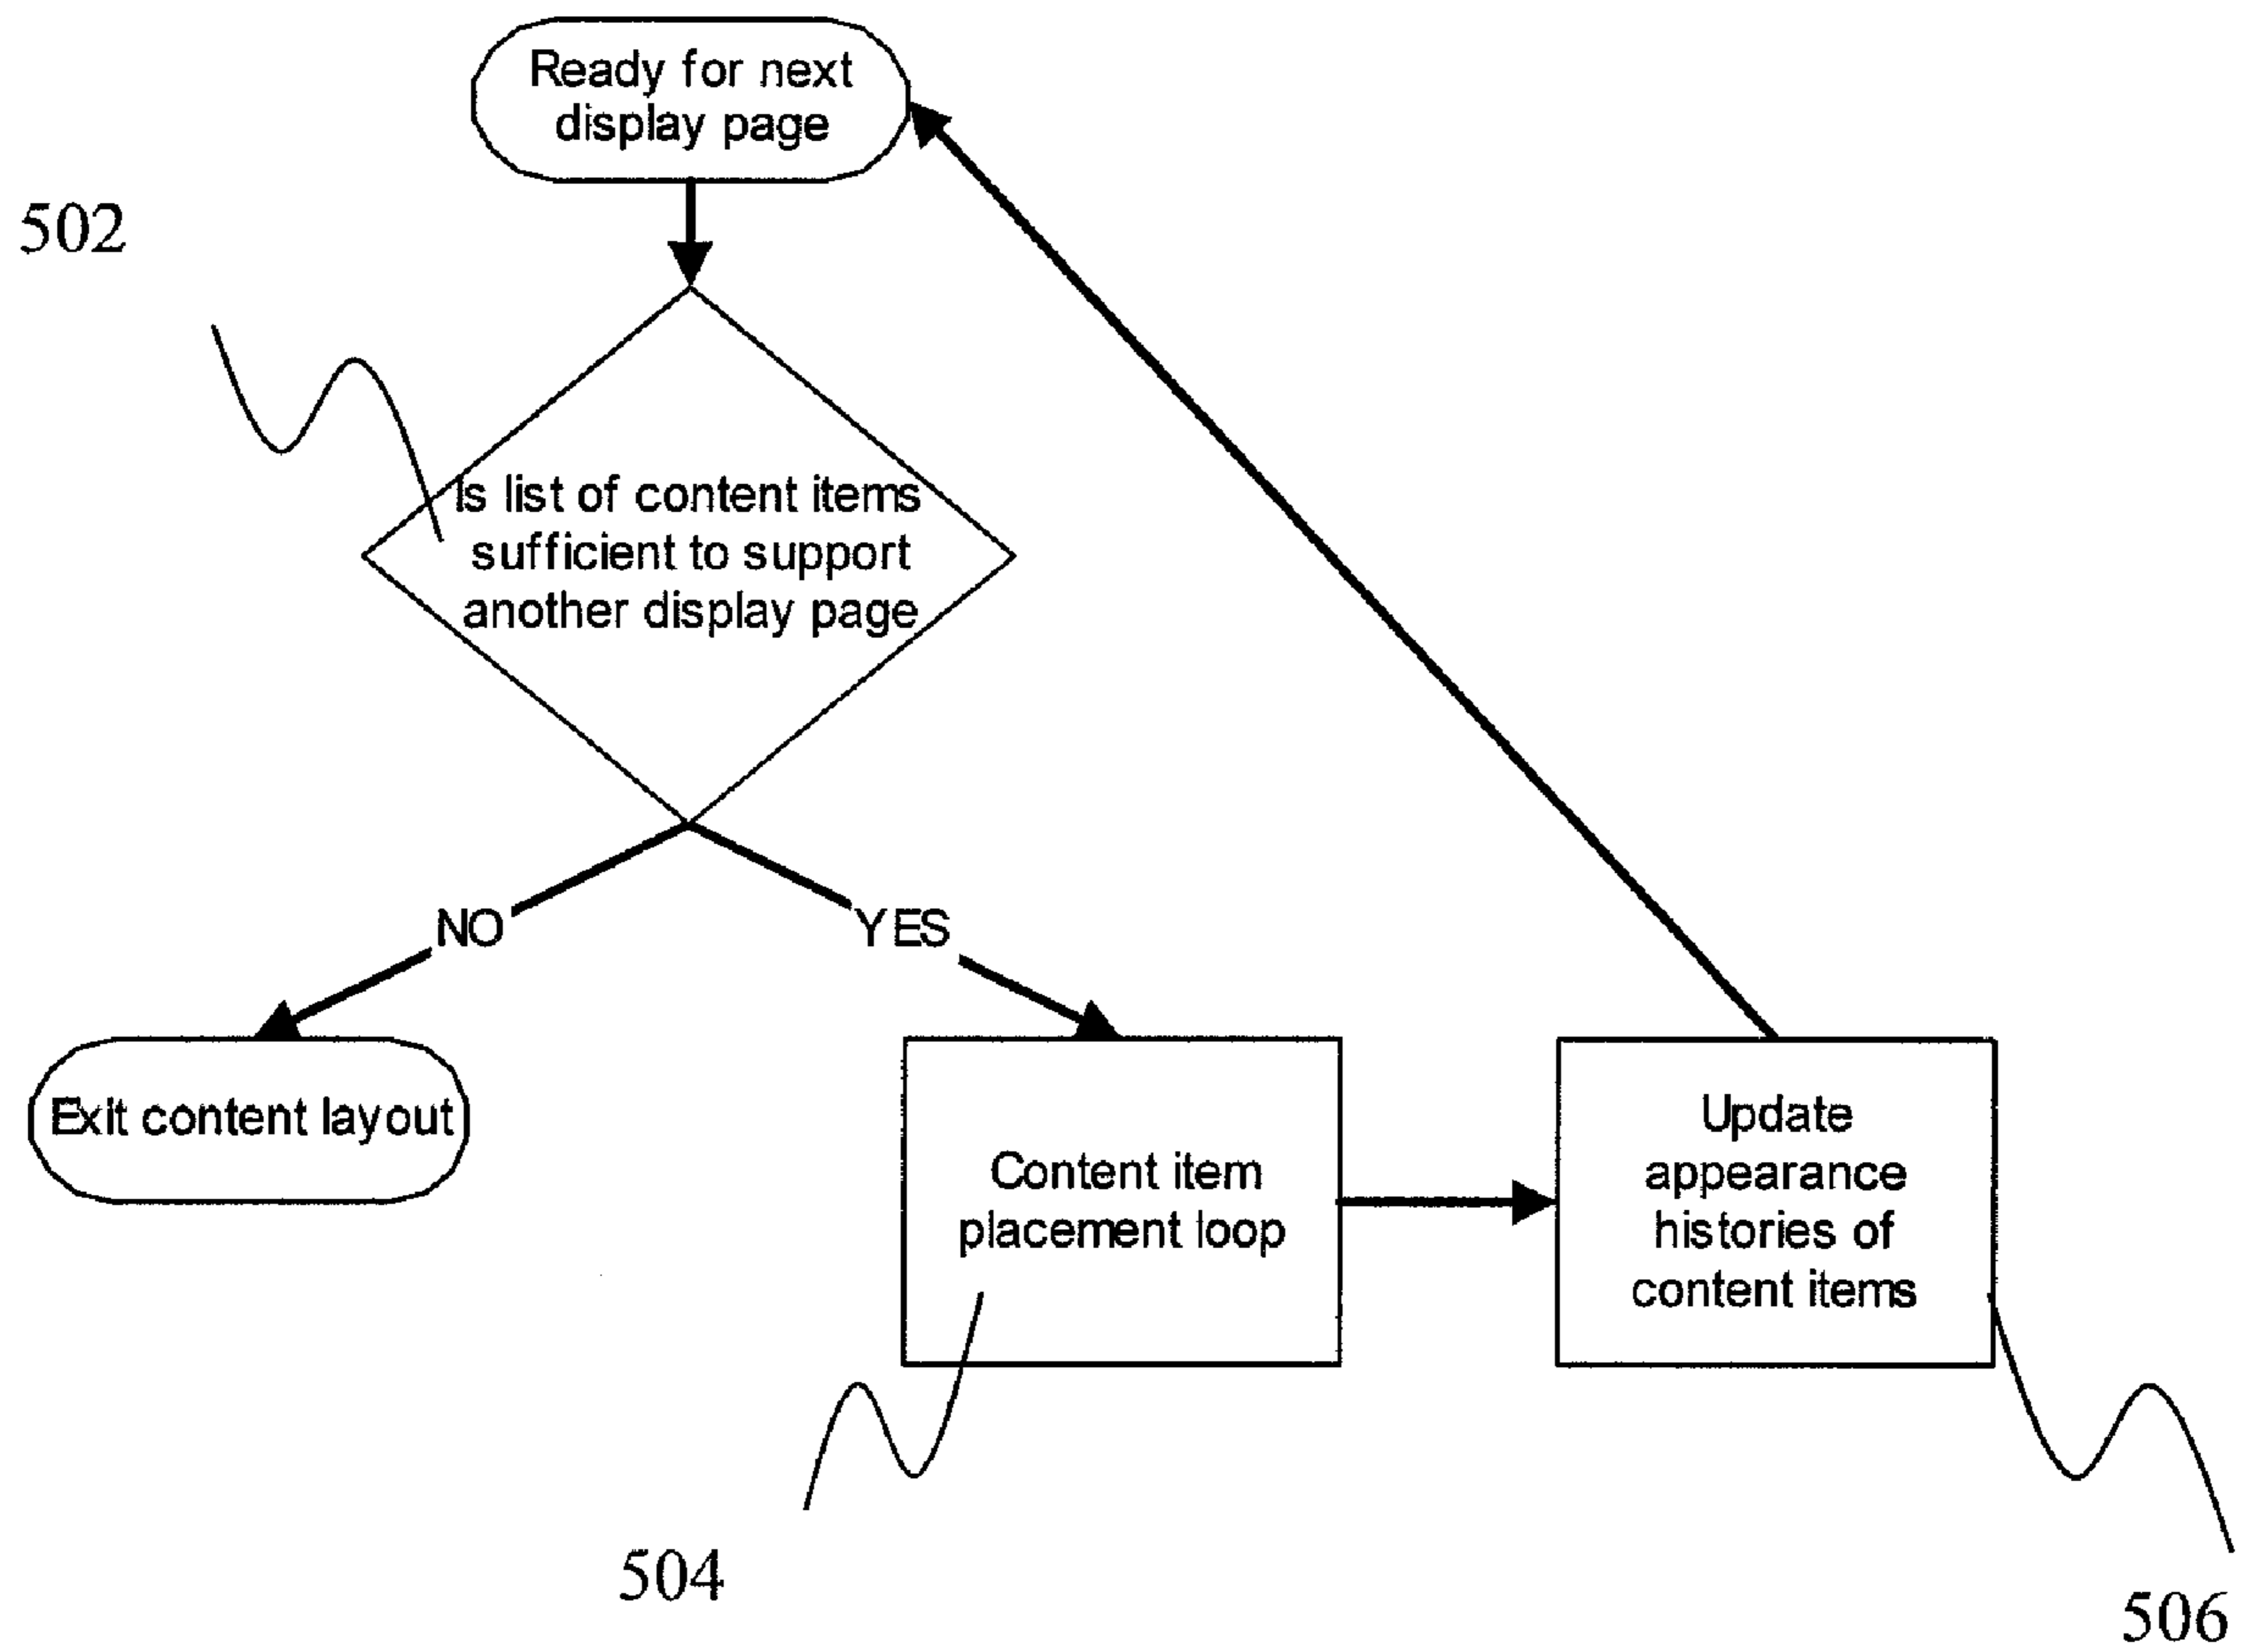 Ready for next
display page
502
Is list of content items
sufficient to support
another display page
NO
YES
Exit content layout
Content item
placement loop
Update
appearance
histories of
content items
504
506